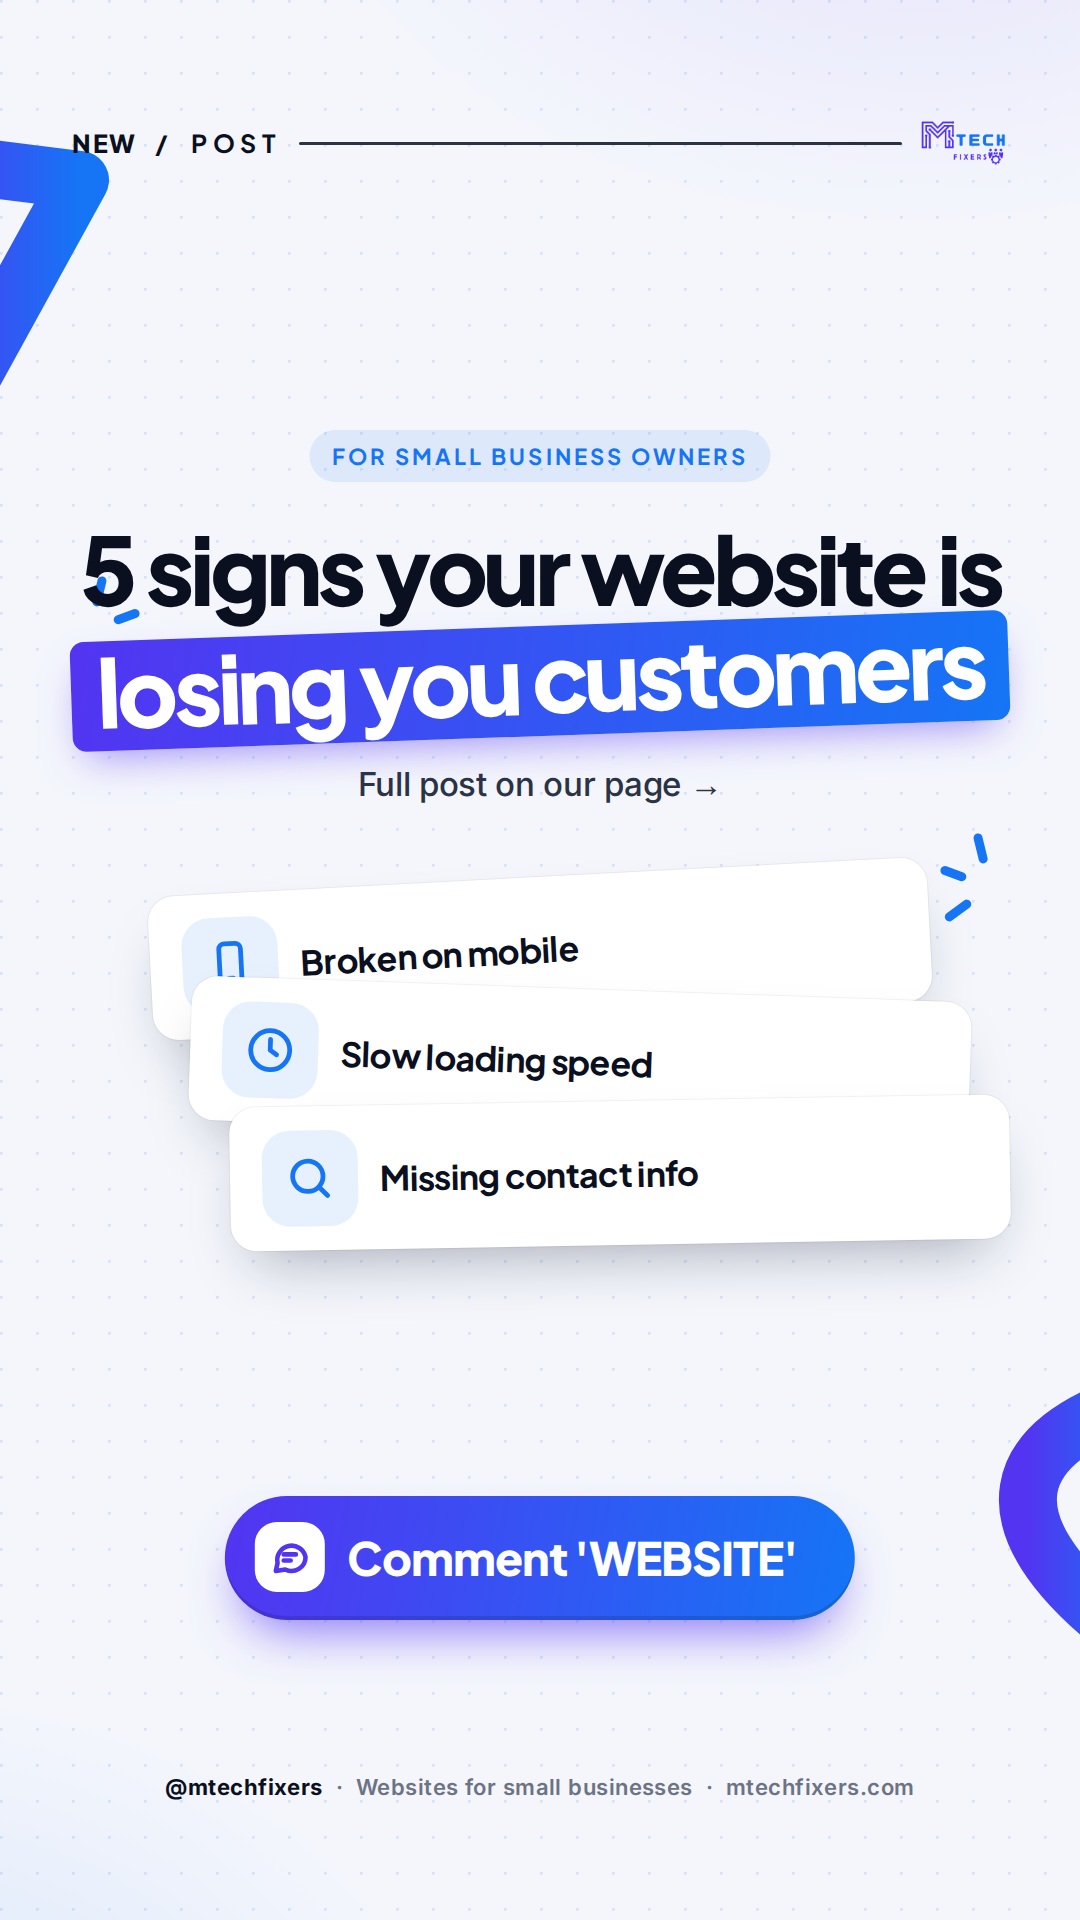 NEW / POST
MTECH
FIXERS
FOR SMALL BUSINESS OWNERS
5 signs your website is
losing you customers
Full post on our page →
Broken on mobile
Slow loading speed
Missing contact info
Comment 'WEBSITE'
@mtechfixers · Websites for small businesses · mtechfixers.com